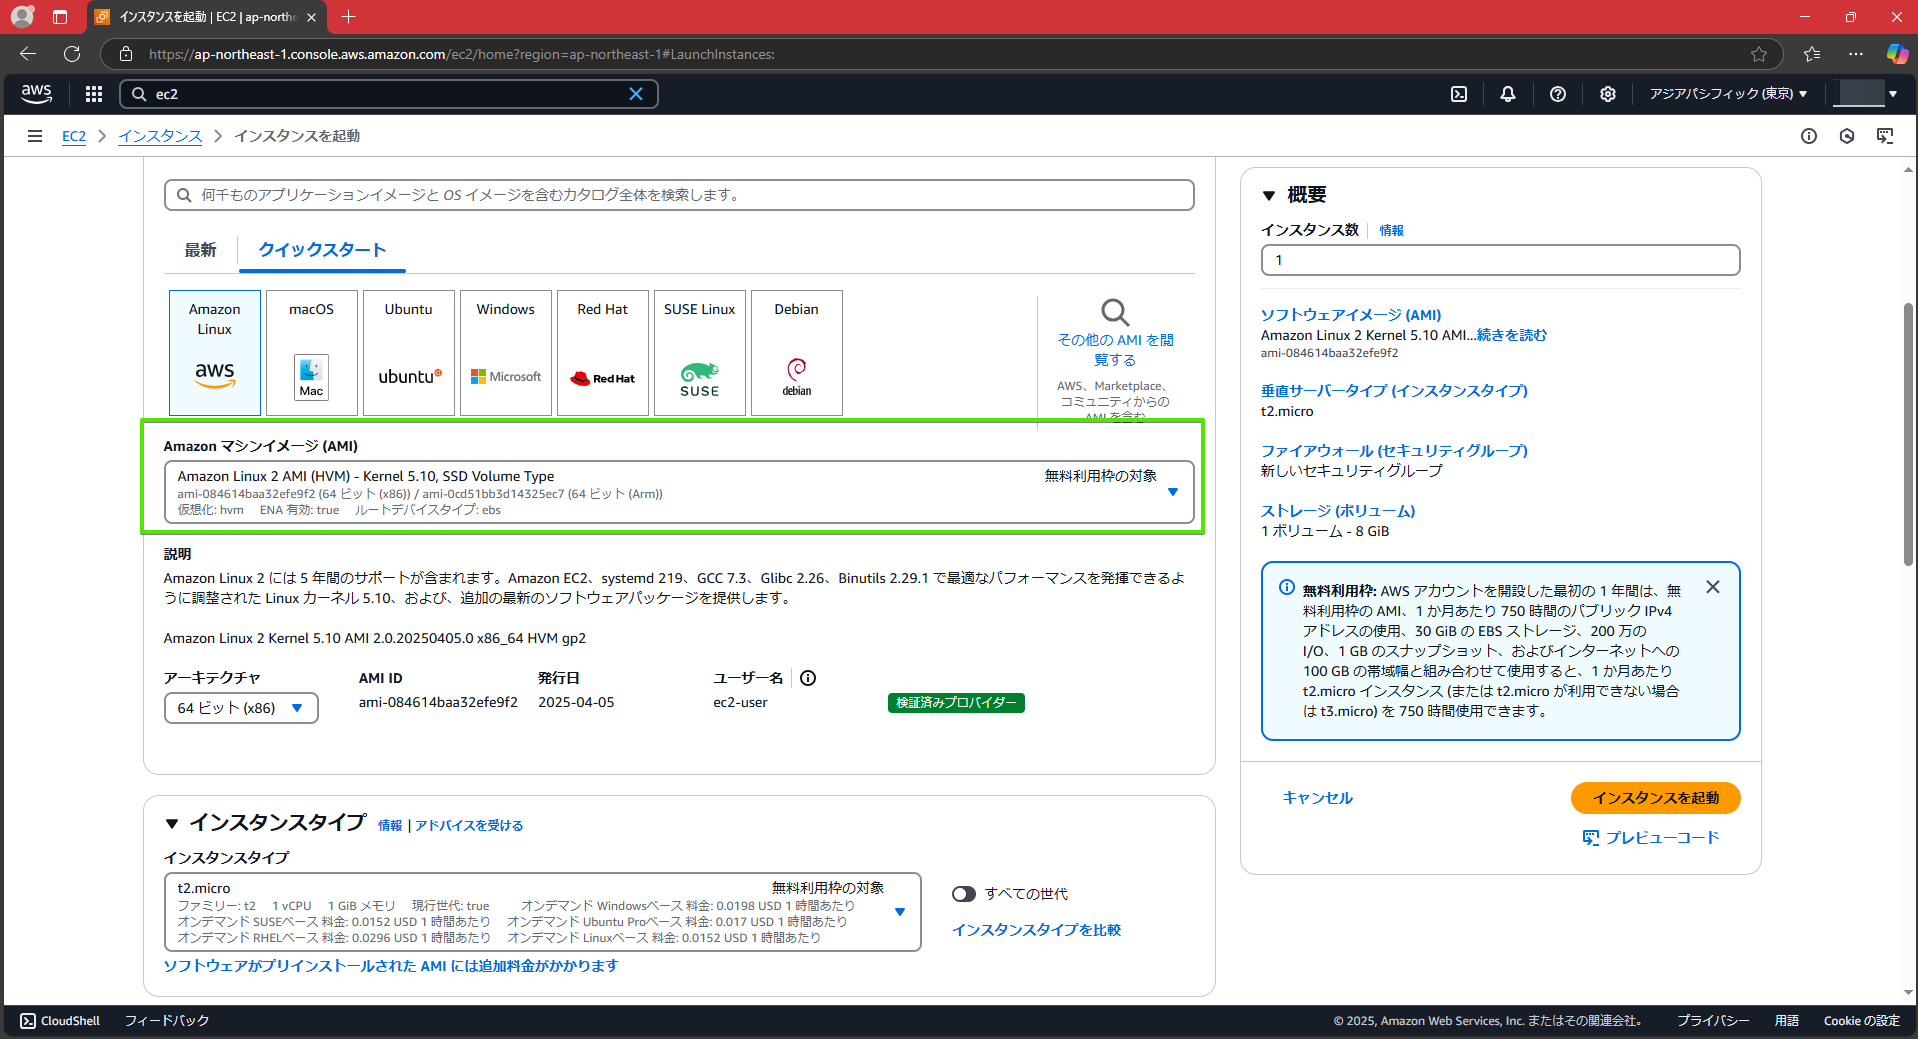 インスタンスを起動 | EC2 | ap-northe
https://ap-northeast-1.console.aws.amazon.com/ec2/home?region=ap-northeast-1#LaunchInstances:
aws
ec2
アジアパシフィック (東京)
EC2
インスタンス
インスタンスを起動
何千ものアプリケーションイメージと OS イメージを含むカタログ全体を検索します。
最新
クイックスタート
Amazon Linux
aws
macOS
Mac
Ubuntu
ubuntu
Windows
Microsoft
Red Hat
Red Hat
SUSE Linux
SUSE
Debian
debian
その他の AMI を閲
覧する
AWS、Marketplace、
コミュニティからの
AMI を含む
Amazon マシンイメージ (AMI)
Amazon Linux 2 AMI (HVM) - Kernel 5.10, SSD Volume Type
無料利用枠の対象
ami-084614baa32efe9f2 (64 ビット (x86)) / ami-0cd51bb3d14325ec7 (64 ビット (Arm))
仮想化: hvm ENA 有効: true ルートデバイスタイプ: ebs
説明
Amazon Linux 2 には 5 年間のサポートが含まれます。Amazon EC2、systemd 219、GCC 7.3、Glibc 2.26、Binutils 2.29.1 で最適なパフォーマンスを発揮できるよ
うに調整された Linux カーネル 5.10、および、追加の最新のソフトウェアパッケージを提供します。
Amazon Linux 2 Kernel 5.10 AMI 2.0.20250405.0 x86_64 HVM gp2
アーキテクチャ
64 ビット (x86)
AMI ID
ami-084614baa32efe9f2
発行日
2025-04-05
ユーザー名
ec2-user
検証済みプロバイダー
インスタンスタイプ
情報 | アドバイスを受ける
インスタンスタイプ
t2.micro
無料利用枠の対象
ファミリー: t2 1 vCPU 1 GiB メモリ 現行世代: true オンデマンド Windowsベース 料金: 0.0198 USD 1 時間あたり
オンデマンド SUSEベース 料金: 0.0152 USD 1 時間あたり オンデマンド Ubuntu Proベース 料金: 0.017 USD 1 時間あたり
オンデマンド RHELベース 料金: 0.0296 USD 1 時間あたり オンデマンド Linuxベース 料金: 0.0152 USD 1 時間あたり
ソフトウェアがプリインストールされた AMI には追加料金がかかります
すべての世代
インスタンスタイプを比較
概要
インスタンス数
情報
1
ソフトウェアイメージ (AMI)
Amazon Linux 2 Kernel 5.10 AMI...続きを読む
ami-084614baa32efe9f2
垂直サーバータイプ (インスタンスタイプ)
t2.micro
ファイアウォール (セキュリティグループ)
新しいセキュリティグループ
ストレージ (ボリューム)
1 ボリューム - 8 GiB
無料利用枠: AWS アカウントを開設した最初の 1 年間は、無
料利用枠の AMI、1 か月あたり 750 時間のパブリック IPv4
アドレスの使用、30 GiB の EBS ストレージ、200 万の
I/O、1 GB のスナップショット、およびインターネットへの
100 GB の帯域幅と組み合わせて使用すると、1 か月あたり
t2.micro インスタンス (または t2.micro が利用できない場合
は t3.micro) を 750 時間使用できます。
キャンセル
インスタンスを起動
プレビューコード
CloudShell
フィードバック
© 2025, Amazon Web Services, Inc. またはその関連会社。
プライバシー
用語
Cookie の設定